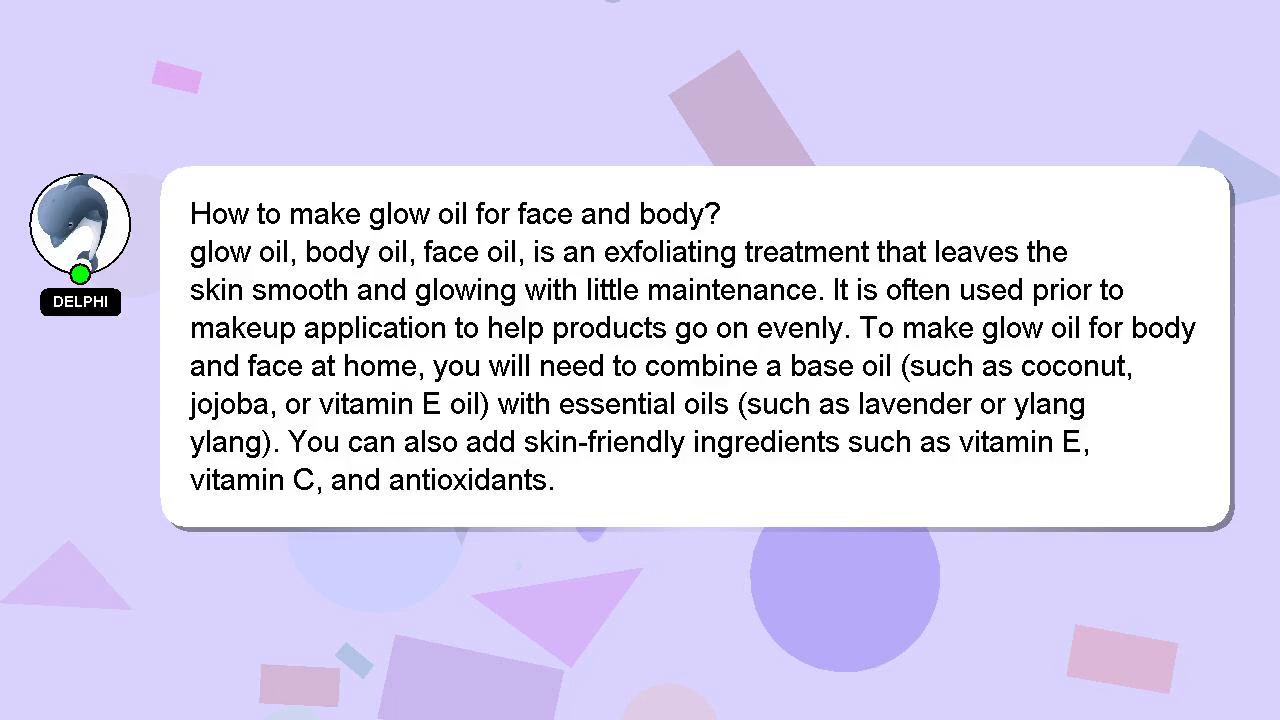 How to make glow oil for face and body?
glow oil, body oil, face oil, is an exfoliating treatment that leaves the
skin smooth and glowing with little maintenance. It is often used prior to
makeup application to help products go on evenly. To make glow oil for body
and face at home, you will need to combine a base oil (such as coconut,
jojoba, or vitamin E oil) with essential oils (such as lavender or ylang
ylang). You can also add skin-friendly ingredients such as vitamin E,
vitamin C, and antioxidants.
DELPHI